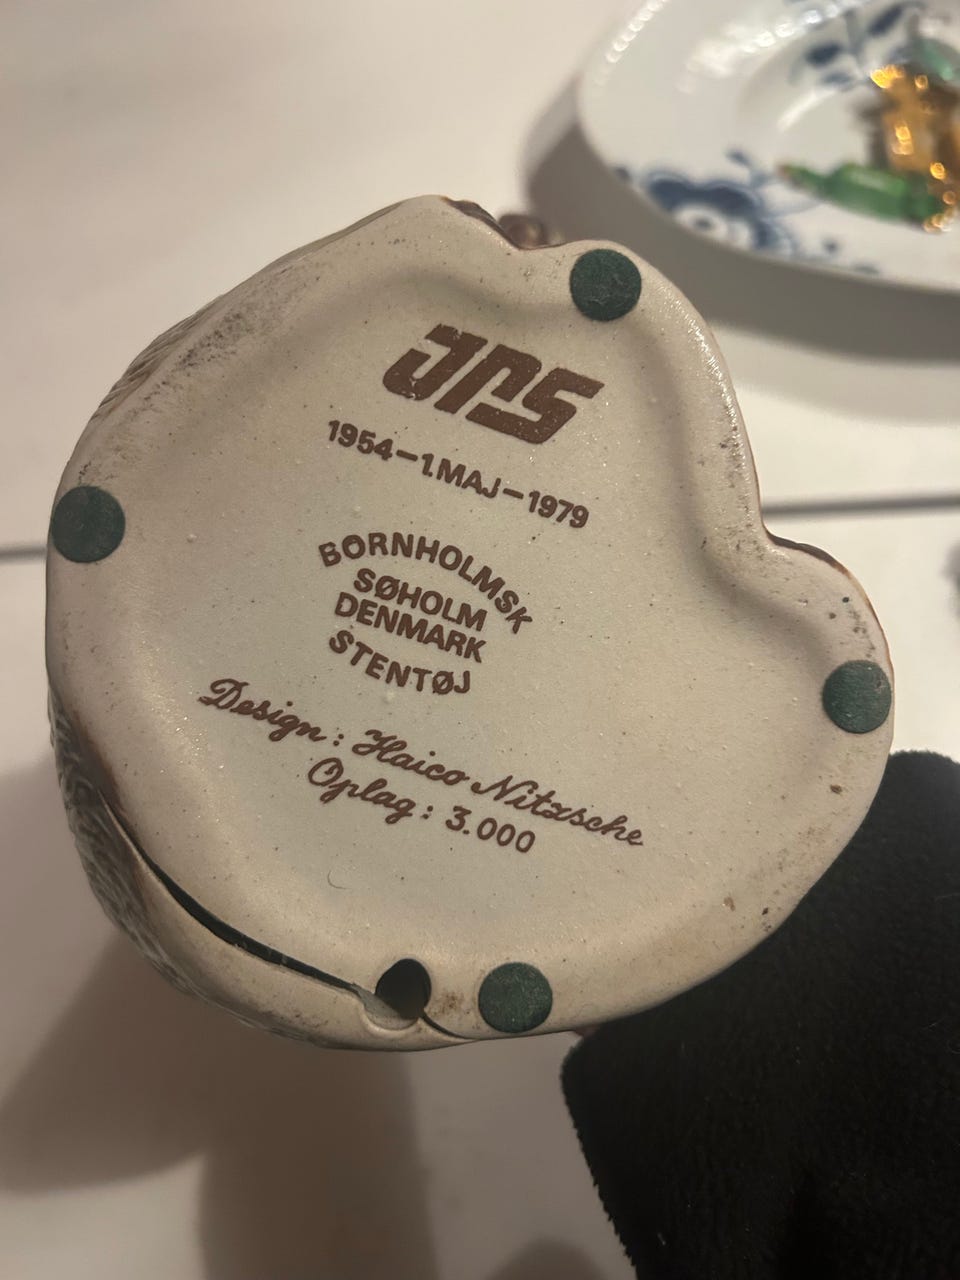 JPS
1954–1.MAJ–1979
BORNHOLMSK
SØHOLM
DENMARK
STENTØJ
Design: Haico Nitzsche
Oplag: 3.000